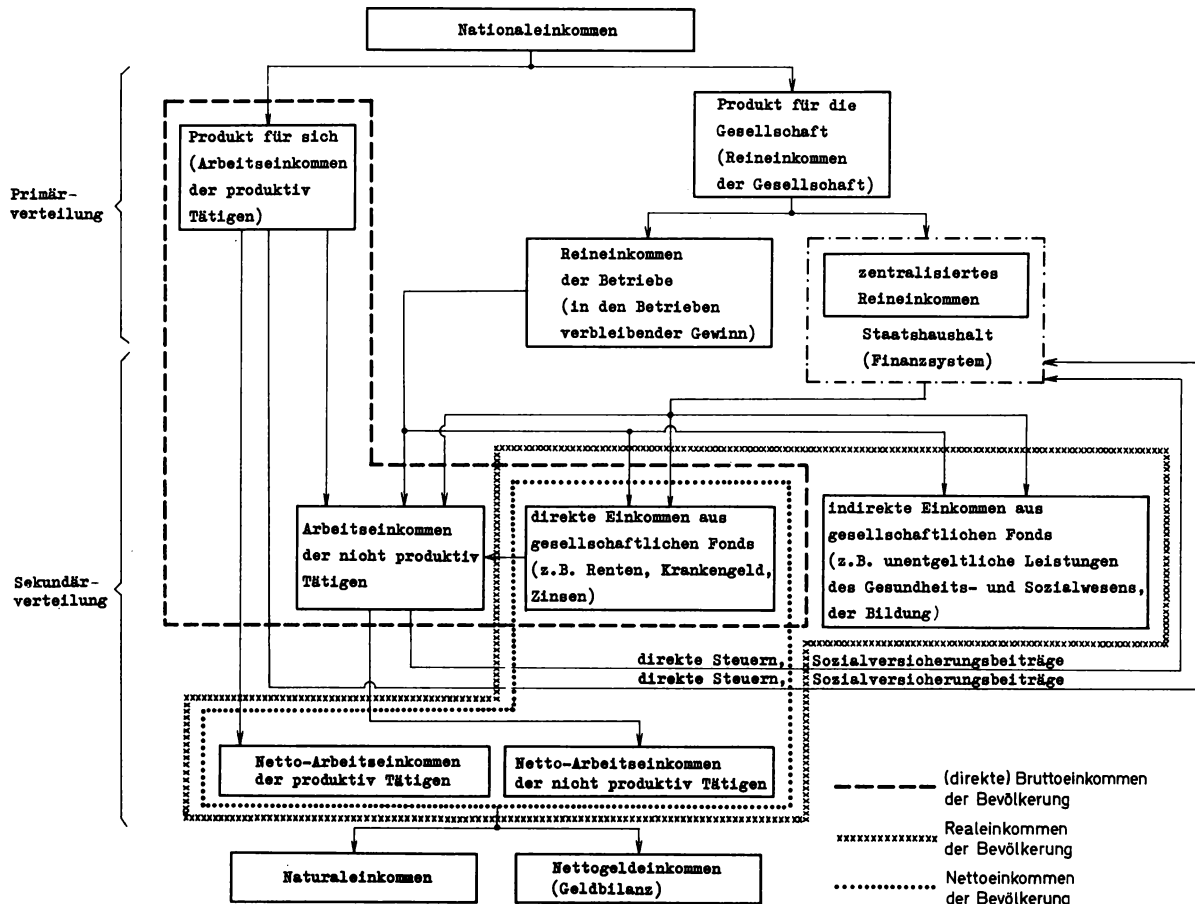 Nationaleinkommen
Primär-
verteilung
Produkt für sich
(Arbeitseinkommen
der produktiv
Tätigen)
Produkt für die
Gesellschaft
(Reineinkommen
der Gesellschaft)
Reineinkommen
der Betriebe
(in den Betrieben
verbleibender Gewinn)
zentralisiertes
Reineinkommen
Staatshaushalt
(Finanzsystem)
Sekundär-
verteilung
Arbeitseinkommen
der nicht produktiv
Tätigen
direkte Einkommen aus
gesellschaftlichen Fonds
(z.B. Renten, Krankengeld,
Zinsen)
indirekte Einkommen aus
gesellschaftlichen Fonds
(z.B. unentgeltliche Leistungen
des Gesundheits- und Sozialwesens,
der Bildung)
direkte Steuern, Sozialversicherungsbeiträge
direkte Steuern, Sozialversicherungsbeiträge
Netto-Arbeitseinkommen
der produktiv Tätigen
Netto-Arbeitseinkommen
der nicht produktiv Tätigen
Naturaleinkommen
Nettogeldeinkommen
(Geldbilanz)
(direkte) Bruttoeinkommen
der Bevölkerung
Realeinkommen
der Bevölkerung
Nettoeinkommen
der Bevölkerung